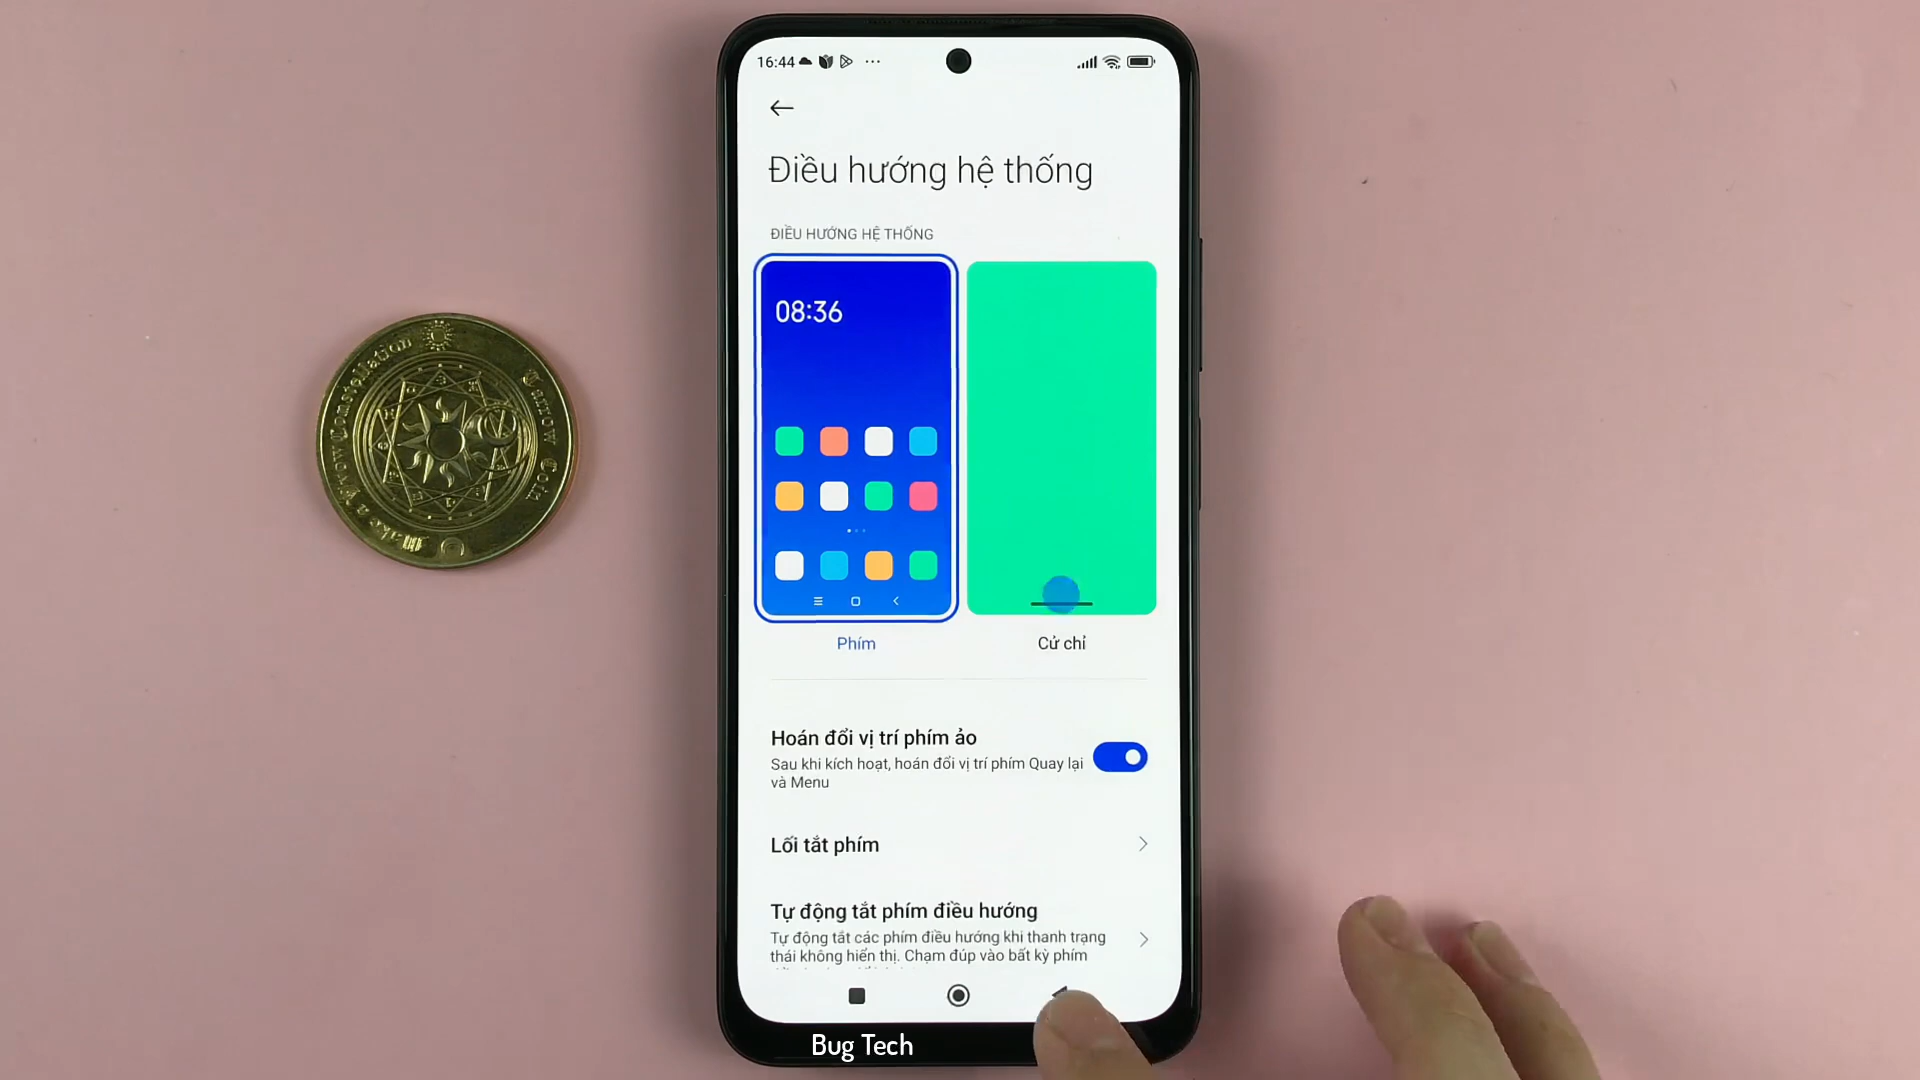 16:44
Điều hướng hệ thống
ĐIỀU HƯỚNG HỆ THỐNG
08:36
Phím
Cử chỉ
Hoán đổi vị trí phím ảo
Sau khi kích hoạt, hoán đổi vị trí phím Quay lại
và Menu
Lối tắt phím
Tự động tắt phím điều hướng
Tự động tắt các phím điều hướng khi thanh trạng
thái không hiển thị. Chạm đúp vào bất kỳ phím
Bug Tech
Constellation
Coin